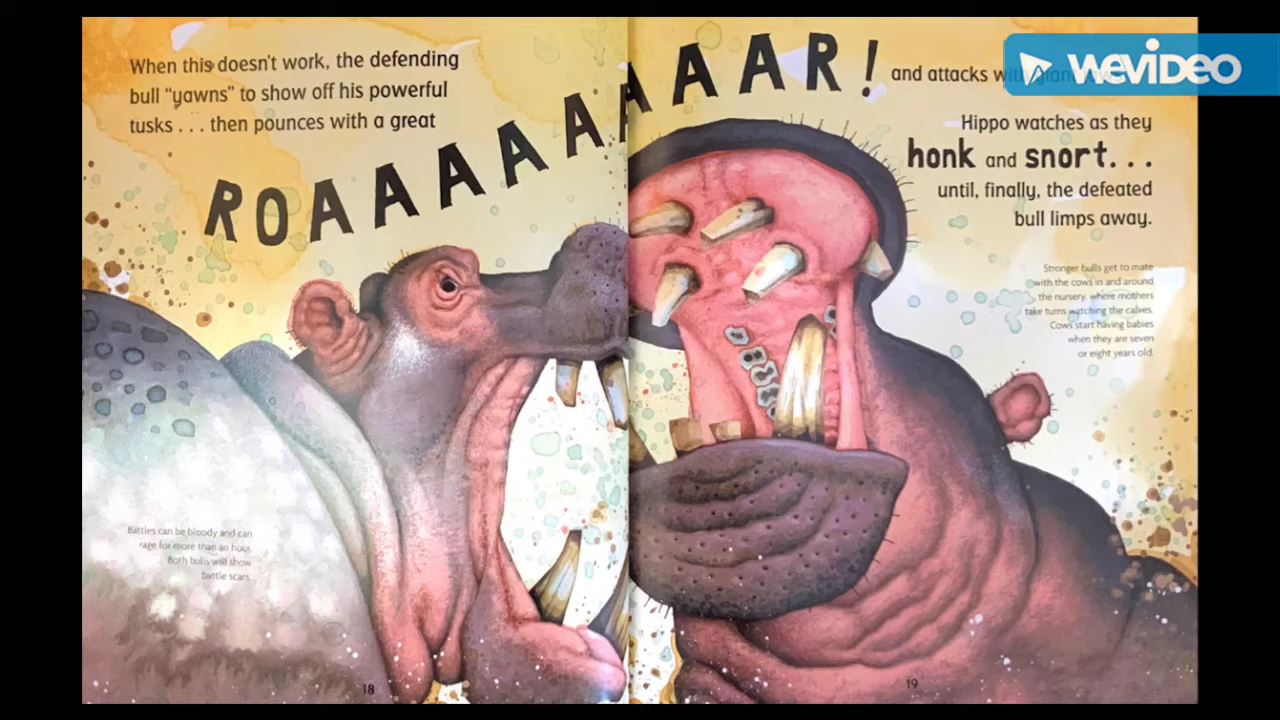 When this doesn't work, the defending
bull "yawns" to show off his powerful
tusks . . . then pounces with a great
ROAAAAAAAAAR! and attacks with giant
Hippo watches as they
honk and snort. . .
until, finally, the defeated
bull limps away.
Stronger bulls get to mate
with the cows in and around
the nursery, where mothers
take turns watching the calves.
Cows start having babies
when they are seven
or eight years old.
Battles can be bloody and can
rage for more than an hour.
Both bulls will show
battle scars.
18
19
WEVIDEO